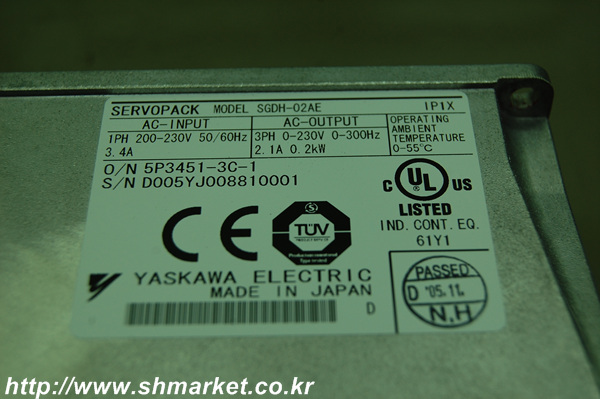 SERVOPACK MODEL SGDH-02AE IP1X
AC-INPUT AC-OUTPUT OPERATING AMBIENT TEMPERATURE 0-55°C
1PH 200-230V 50/60Hz 3PH 0-230V 0-300Hz
3.4A 2.1A 0.2kW
O/N 5P3451-3C-1
S/N D005YJ008810001
C UL US
LISTED
IND. CONT. EQ.
61Y1
CE
S
TÜV
YASKAWA ELECTRIC
MADE IN JAPAN
D
PASSED
D '05.11.
N.H
http://www.shmarket.co.kr